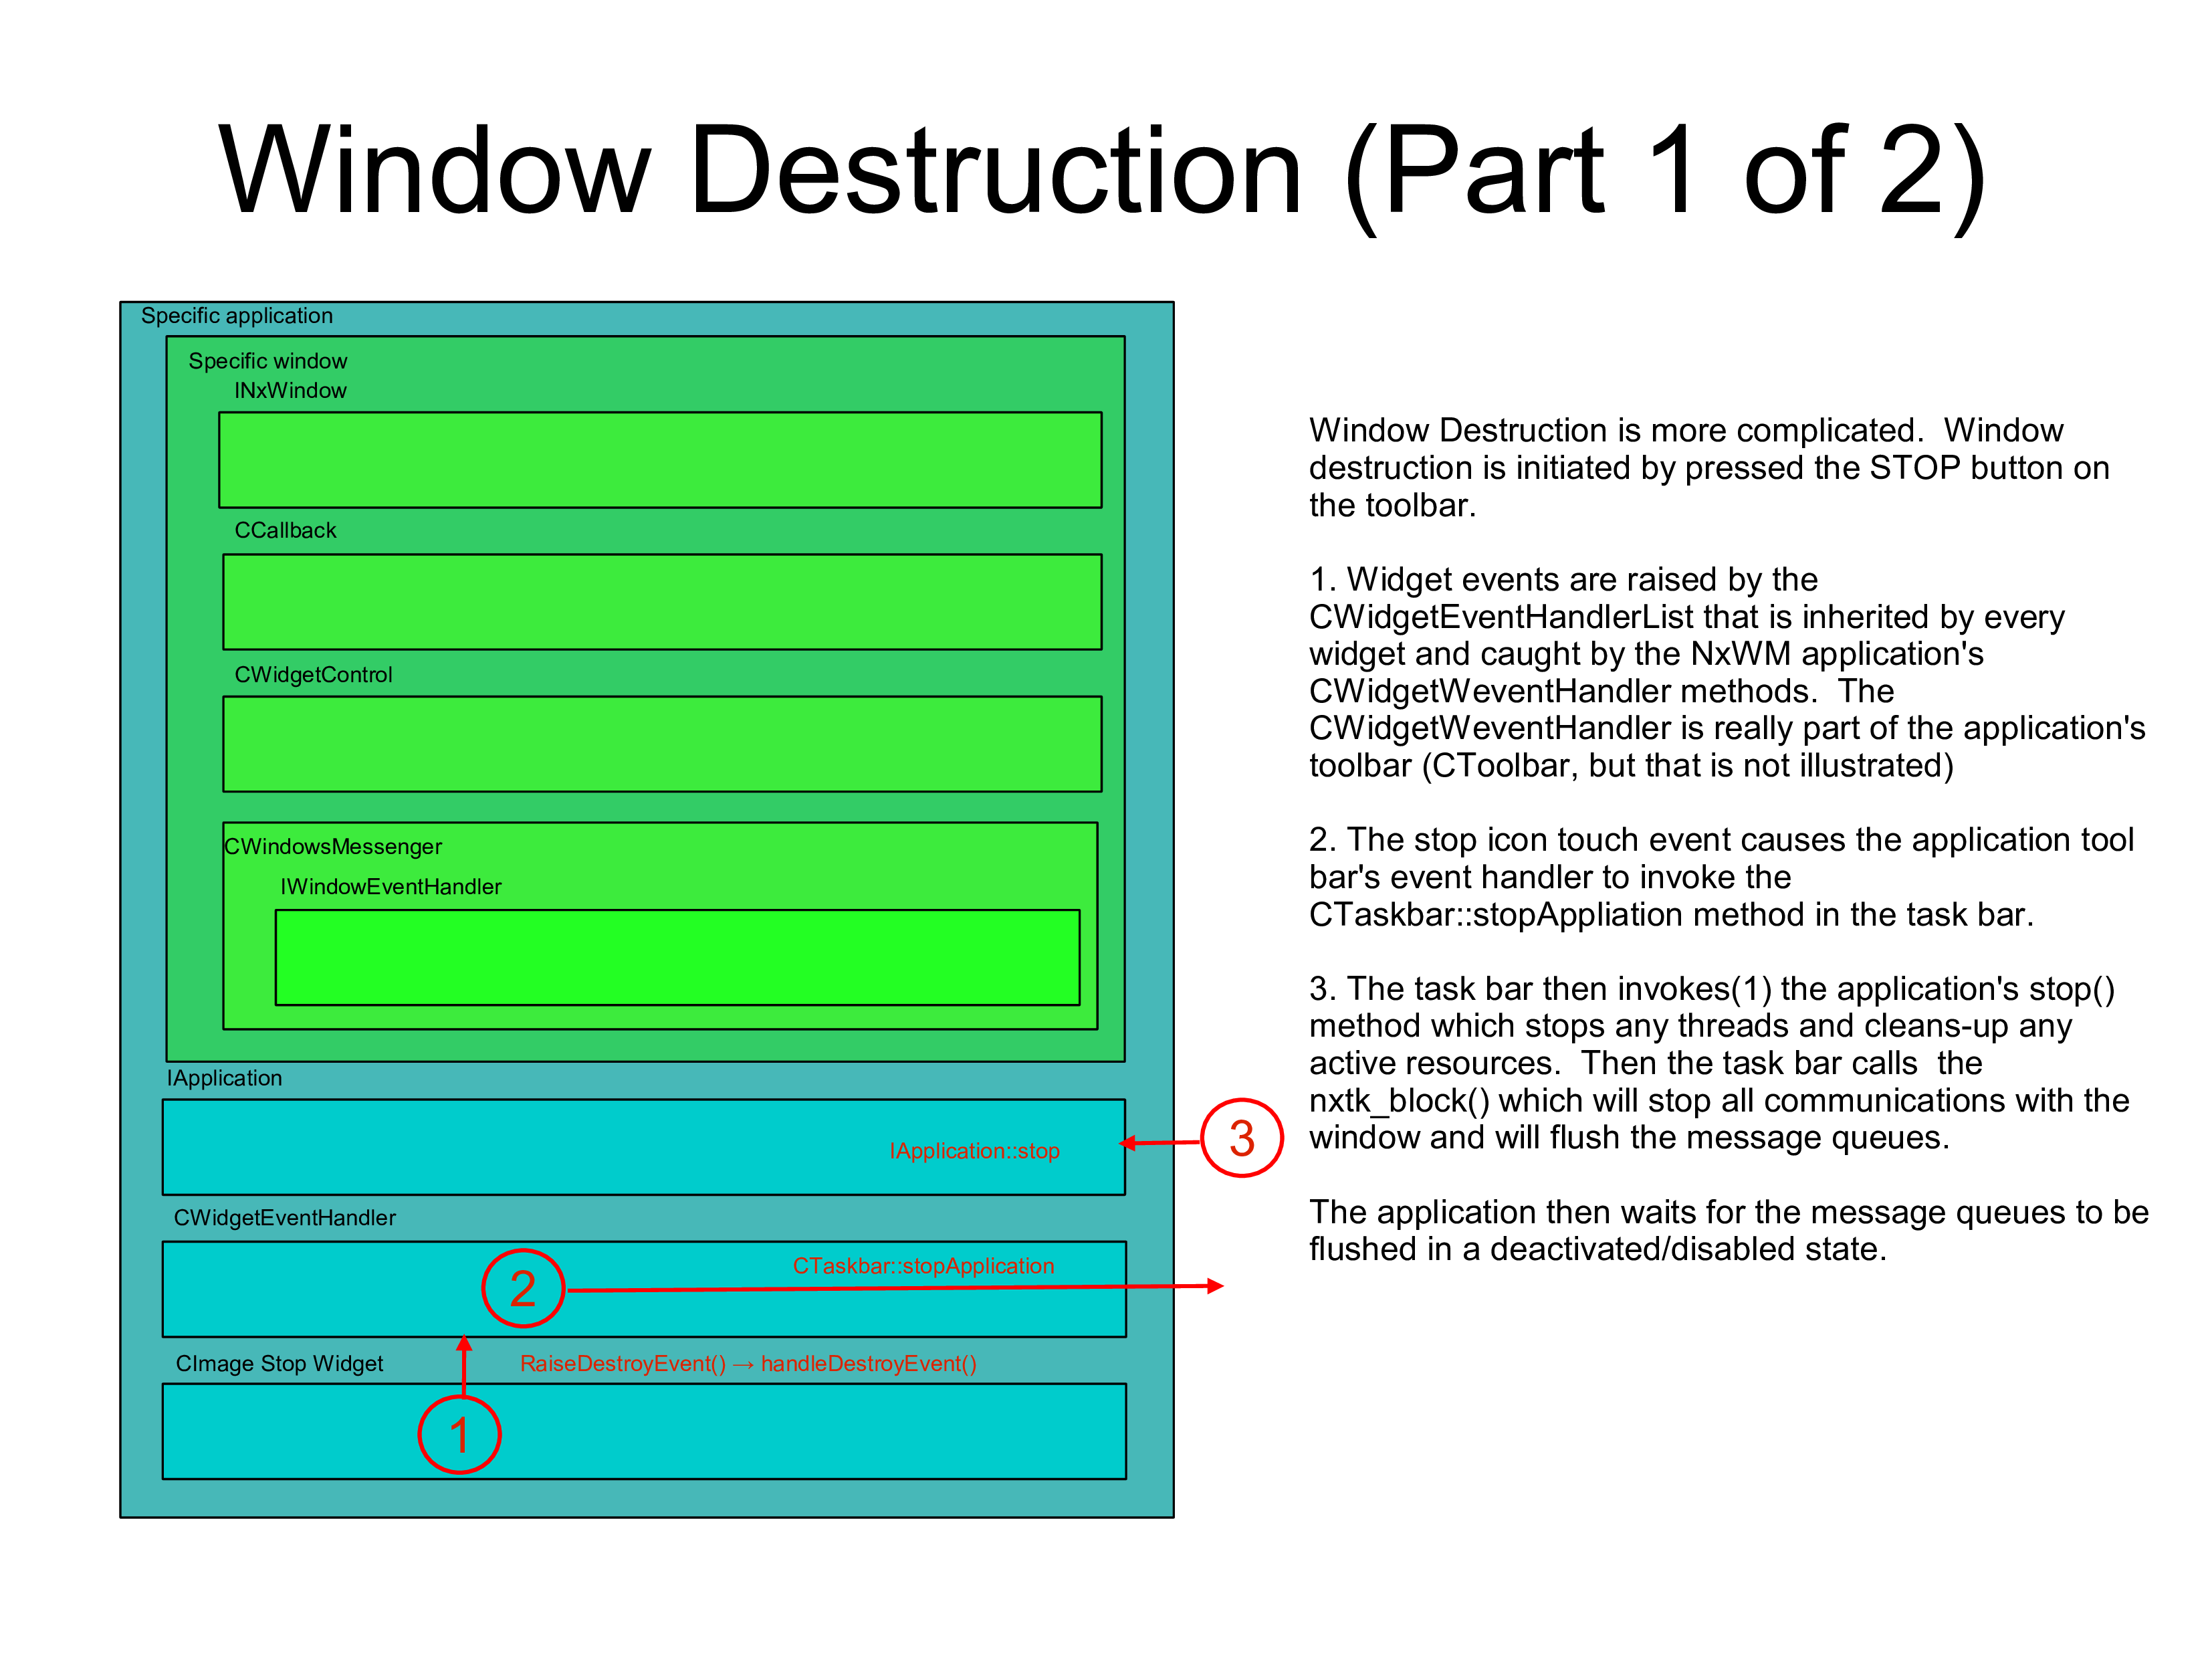 Window Destruction (Part 1 of 2)
Specific application
Specific window
INxWindow
CCallback
CWidgetControl
CWindowsMessenger
IWindowEventHandler
IApplication
IApplication::stop
3
CWidgetEventHandler
2
CTaskbar::stopApplication
CImage Stop Widget
RaiseDestroyEvent() → handleDestroyEvent()
1
Window Destruction is more complicated.  Window
destruction is initiated by pressed the STOP button on
the toolbar.
1. Widget events are raised by the
CWidgetEventHandlerList that is inherited by every
widget and caught by the NxWM application's
CWidgetWeventHandler methods.  The
CWidgetWeventHandler is really part of the application's
toolbar (CToolbar, but that is not illustrated)
2. The stop icon touch event causes the application tool
bar's event handler to invoke the
CTaskbar::stopAppliation method in the task bar.
3. The task bar then invokes(1) the application's stop()
method which stops any threads and cleans-up any
active resources.  Then the task bar calls  the
nxtk_block() which will stop all communications with the
window and will flush the message queues.
The application then waits for the message queues to be
flushed in a deactivated/disabled state.